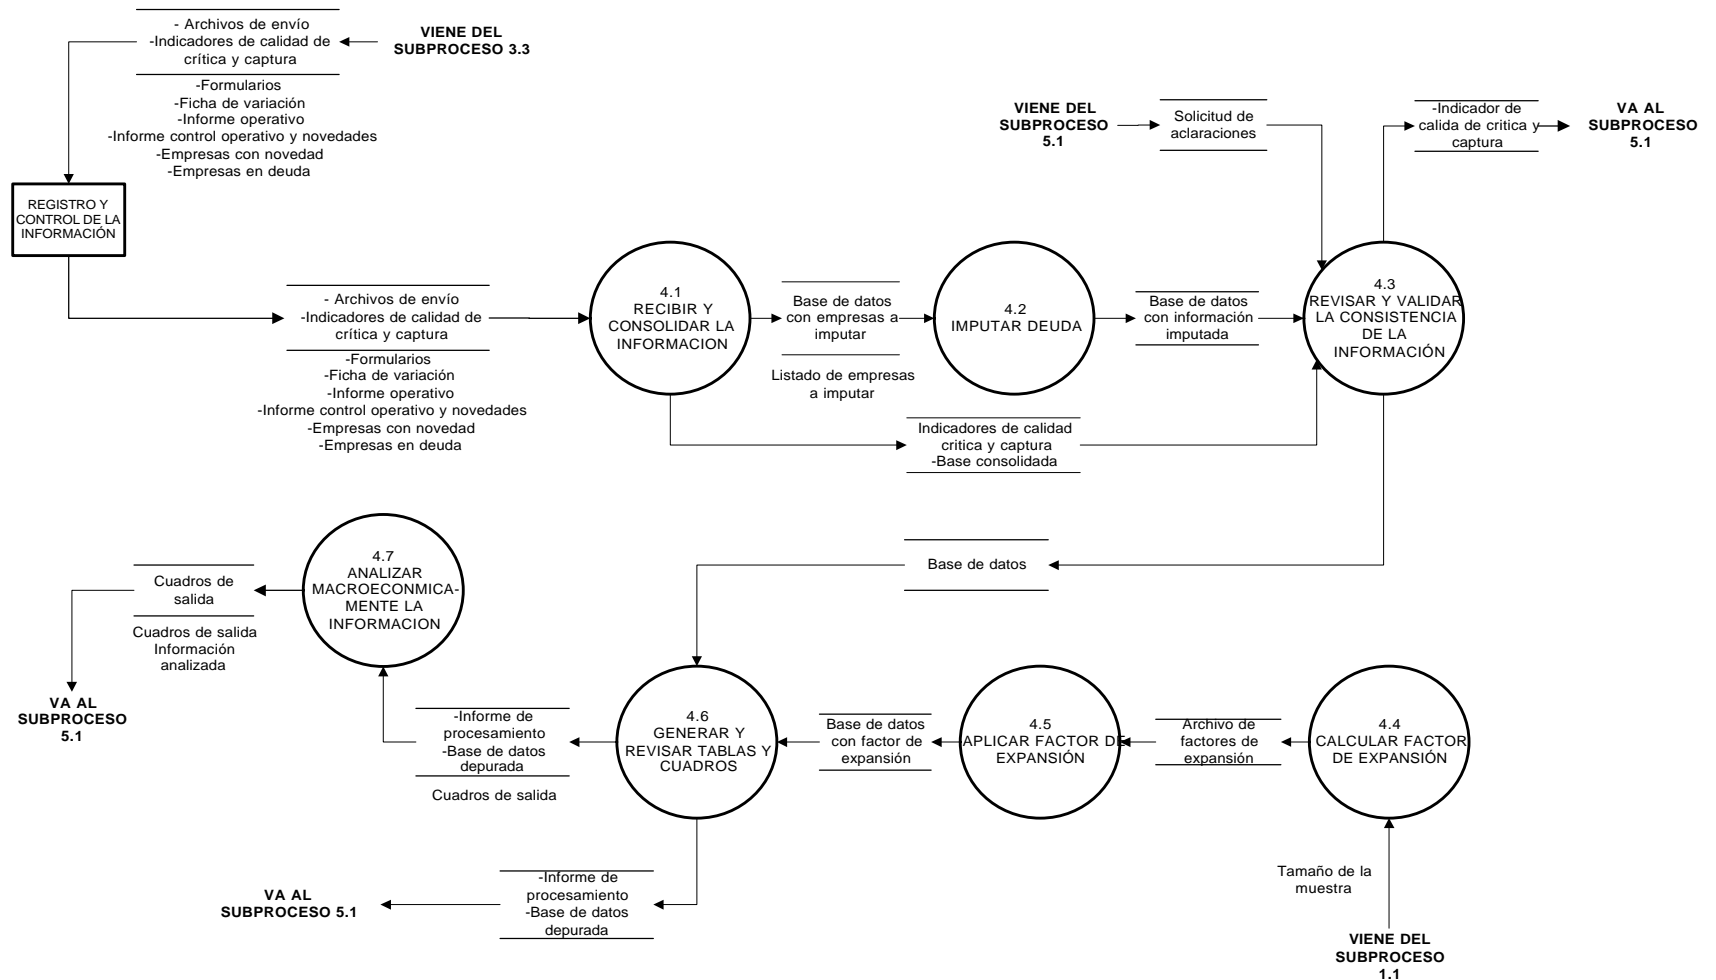 - Archivos de envío
-Indicadores de calidad de
crítica y captura
VIENE DEL
SUBPROCESO 3.3
-Formularios
-Ficha de variación
-Informe operativo
-Informe control operativo y novedades
-Empresas con novedad
-Empresas en deuda
VIENE DEL
SUBPROCESO
5.1
Solicitud de
aclaraciones
-Indicador de
calida de critica y
captura
VA AL
SUBPROCESO
5.1
REGISTRO Y
CONTROL DE LA
INFORMACIÓN
- Archivos de envío
-Indicadores de calidad de
crítica y captura
-Formularios
-Ficha de variación
-Informe operativo
-Informe control operativo y novedades
-Empresas con novedad
-Empresas en deuda
4.1
RECIBIR Y
CONSOLIDAR LA
INFORMACION
Base de datos
con empresas a
imputar
Listado de empresas
a imputar
4.2
IMPUTAR DEUDA
Base de datos
con información
imputada
4.3
REVISAR Y VALIDAR
LA CONSISTENCIA
DE LA
INFORMACIÓN
Indicadores de calidad
critica y captura
-Base consolidada
Base de datos
4.7
ANALIZAR
MACROECONMICA-
MENTE LA
INFORMACION
Cuadros de
salida
Cuadros de salida
Información
analizada
VA AL
SUBPROCESO
5.1
-Informe de
procesamiento
-Base de datos
depurada
Cuadros de salida
4.6
GENERAR Y
REVISAR TABLAS Y
CUADROS
Base de datos
con factor de
expansión
4.5
APLICAR FACTOR DE
EXPANSIÓN
Archivo de
factores de
expansión
4.4
CALCULAR FACTOR
DE EXPANSIÓN
VA AL
SUBPROCESO 5.1
-Informe de
procesamiento
-Base de datos
depurada
Tamaño de la
muestra
VIENE DEL
SUBPROCESO
1.1